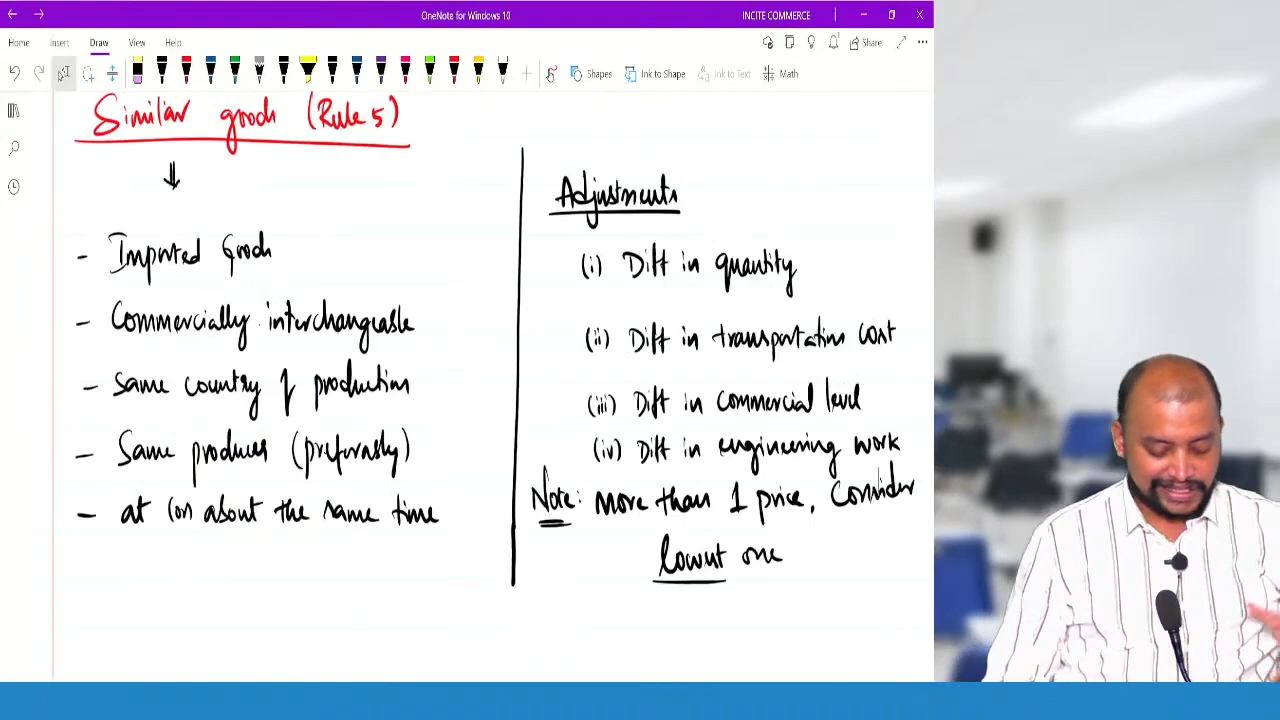 OneNote for Windows 10
INCITE COMMERCE
Home Insert Draw View Help
Share
Shapes Ink to Shape Ink to Text Math
Similar goods (Rule 5)
- Imported Goods
- Commercially interchangeable
- Same country of production
- Same producer (preferably)
- at (or) about the same time
Adjustments
(i) Diff in quantity
(ii) Diff in transportation cost
(iii) Diff in commercial level
(iv) Diff in engineering work
Note: More than 1 price, Consider
lowest one